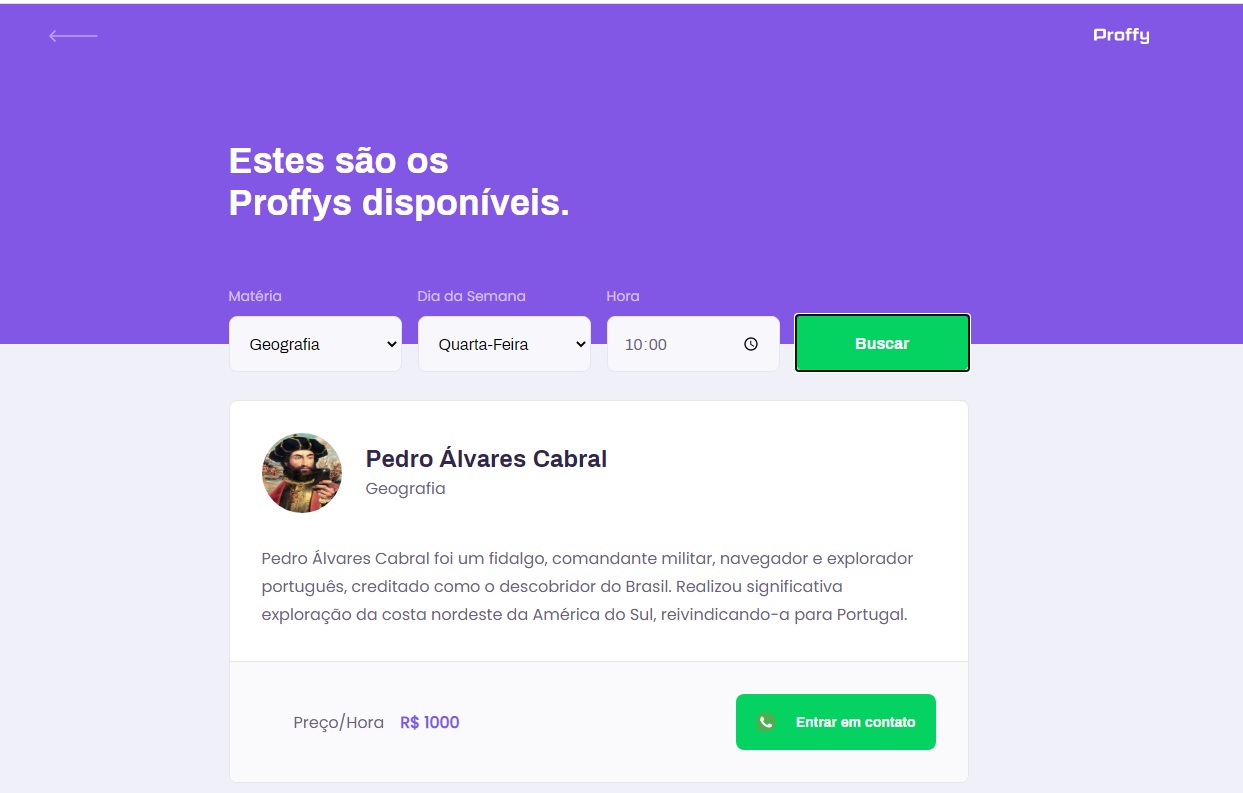 Proffy
Estes são os
Proffys disponíveis.
Matéria Dia da Semana Hora
Geografia Quarta-Feira 10:00 Buscar
Pedro Álvares Cabral
Geografia
Pedro Álvares Cabral foi um fidalgo, comandante militar, navegador e explorador
português, creditado como o descobridor do Brasil. Realizou significativa
exploração da costa nordeste da América do Sul, reivindicando-a para Portugal.
Preço/Hora R$ 1000 Entrar em contato